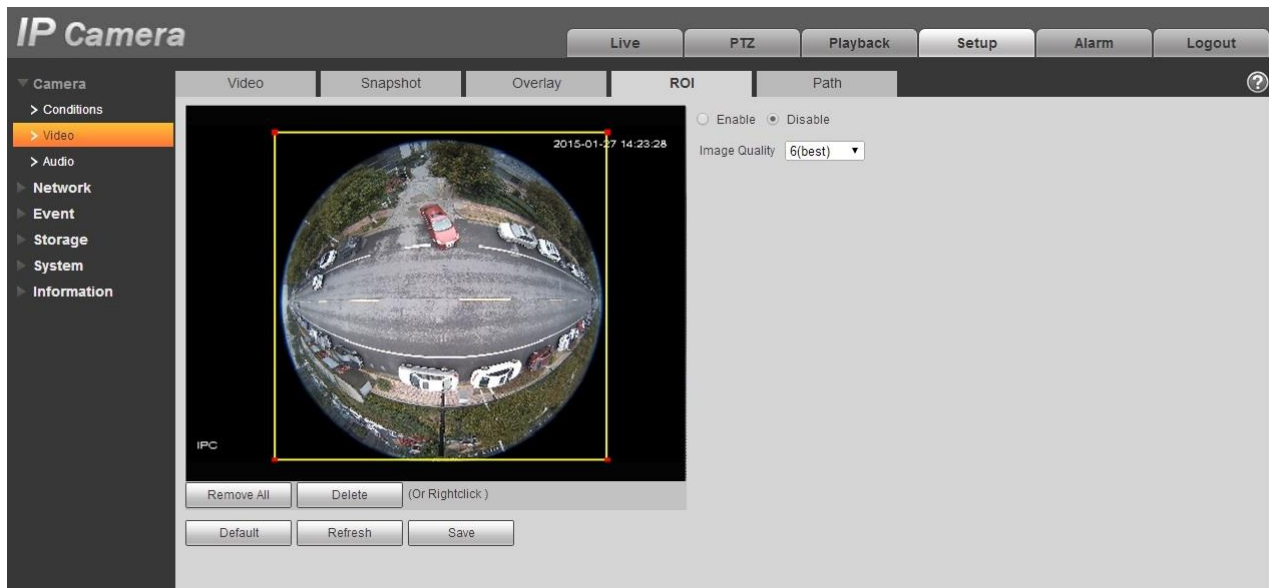 IP Camera
Live
PTZ
Playback
Setup
Alarm
Logout
Camera
> Conditions
> Video
> Audio
Network
Event
Storage
System
Information
Video
Snapshot
Overlay
ROI
Path
?
2015-01-27 14:23:28
IPC
Enable
Disable
Image Quality 6(best)
Remove All
Delete
(Or Rightclick )
Default
Refresh
Save